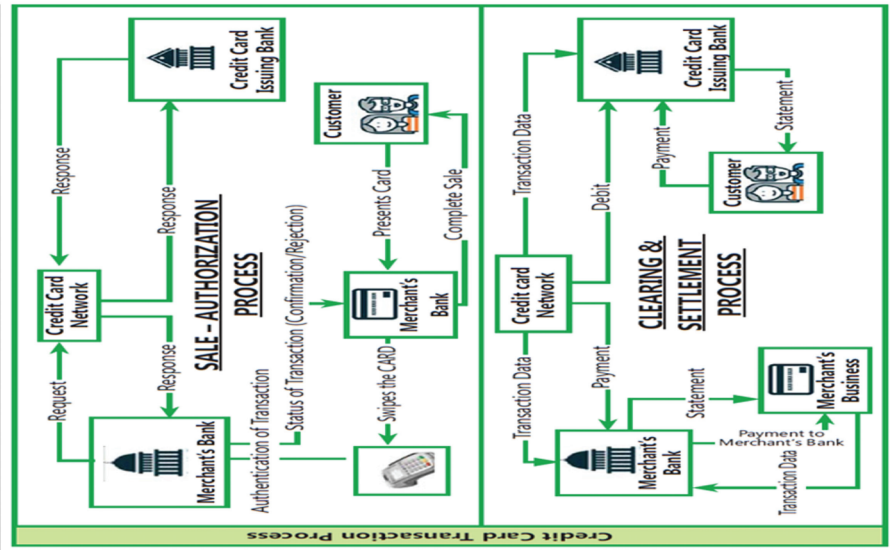 Credit Card Transaction Process
SALE – AUTHORIZATION
PROCESS
Merchant's Bank
Request
Credit Card
Network
Response
Credit Card
Issuing Bank
Response
Response
Authentication of Transaction
Status of Transaction (Confirmation/Rejection)
Swipes the CARD
Merchant's
Bank
Presents Card
Customer
Complete Sale
CLEARING &
SETTLEMENT
PROCESS
Merchant's
Bank
Transaction Data
Credit card
Network
Transaction Data
Credit Card
Issuing Bank
Payment
Debit
Statement
Payment to
Merchant's Bank
Transaction Data
Merchant's
Business
Customer
Payment
Statement